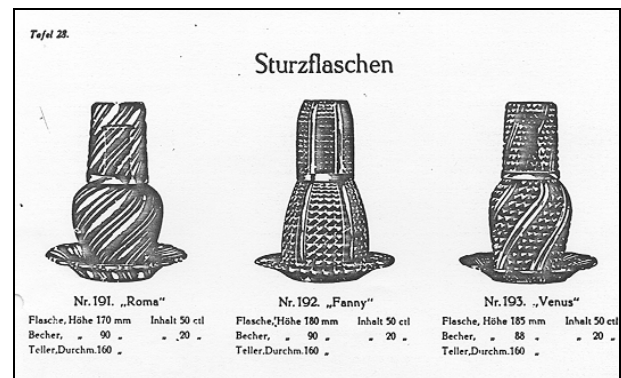 Tafel 28.
Sturzflaschen
Nr. 191. „Roma“
Flasche, Höhe 170 mm Inhalt 50 ctl
Becher, „ 90 „ „ 20 „
Teller, Durchm. 160 „
Nr. 192. „Fanny“
Flasche, Höhe 180 mm Inhalt 50 ctl
Becher, „ 90 „ „ 20 „
Teller, Durchm. 160 „
Nr. 193. „Venus“
Flasche, Höhe 185 mm Inhalt 50 ctl
Becher, „ 88 „ „ 20 „
Teller, Durchm. 160 „